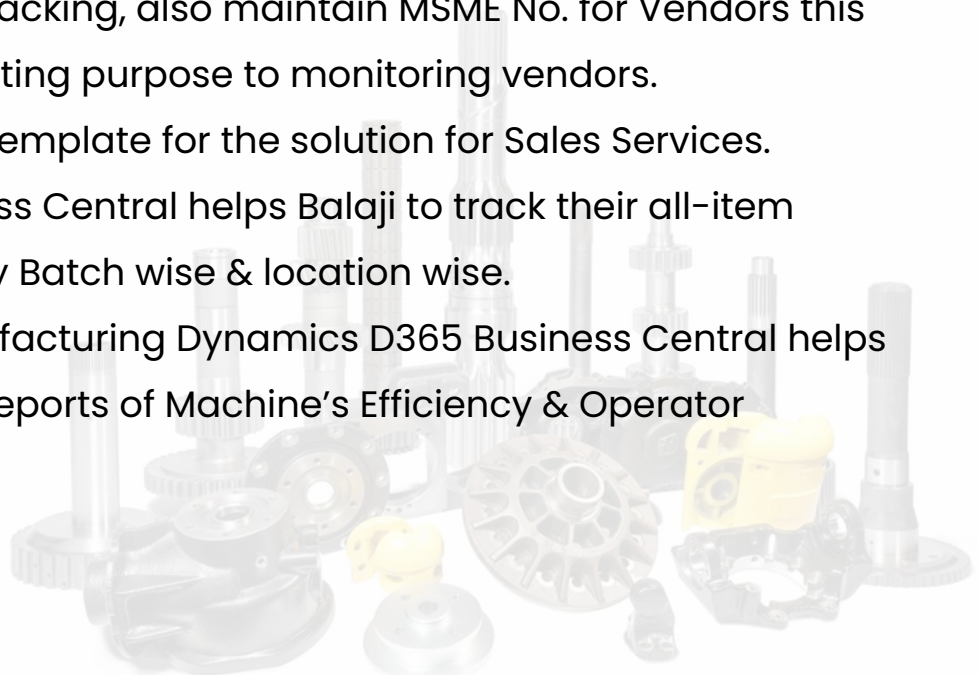 acking, also maintain MSME No. for Vendors this
ting purpose to monitoring vendors.
emplate for the solution for Sales Services.
ss Central helps Balaji to track their all-item
y Batch wise & location wise.
facturing Dynamics D365 Business Central helps
eports of Machine’s Efficiency & Operator